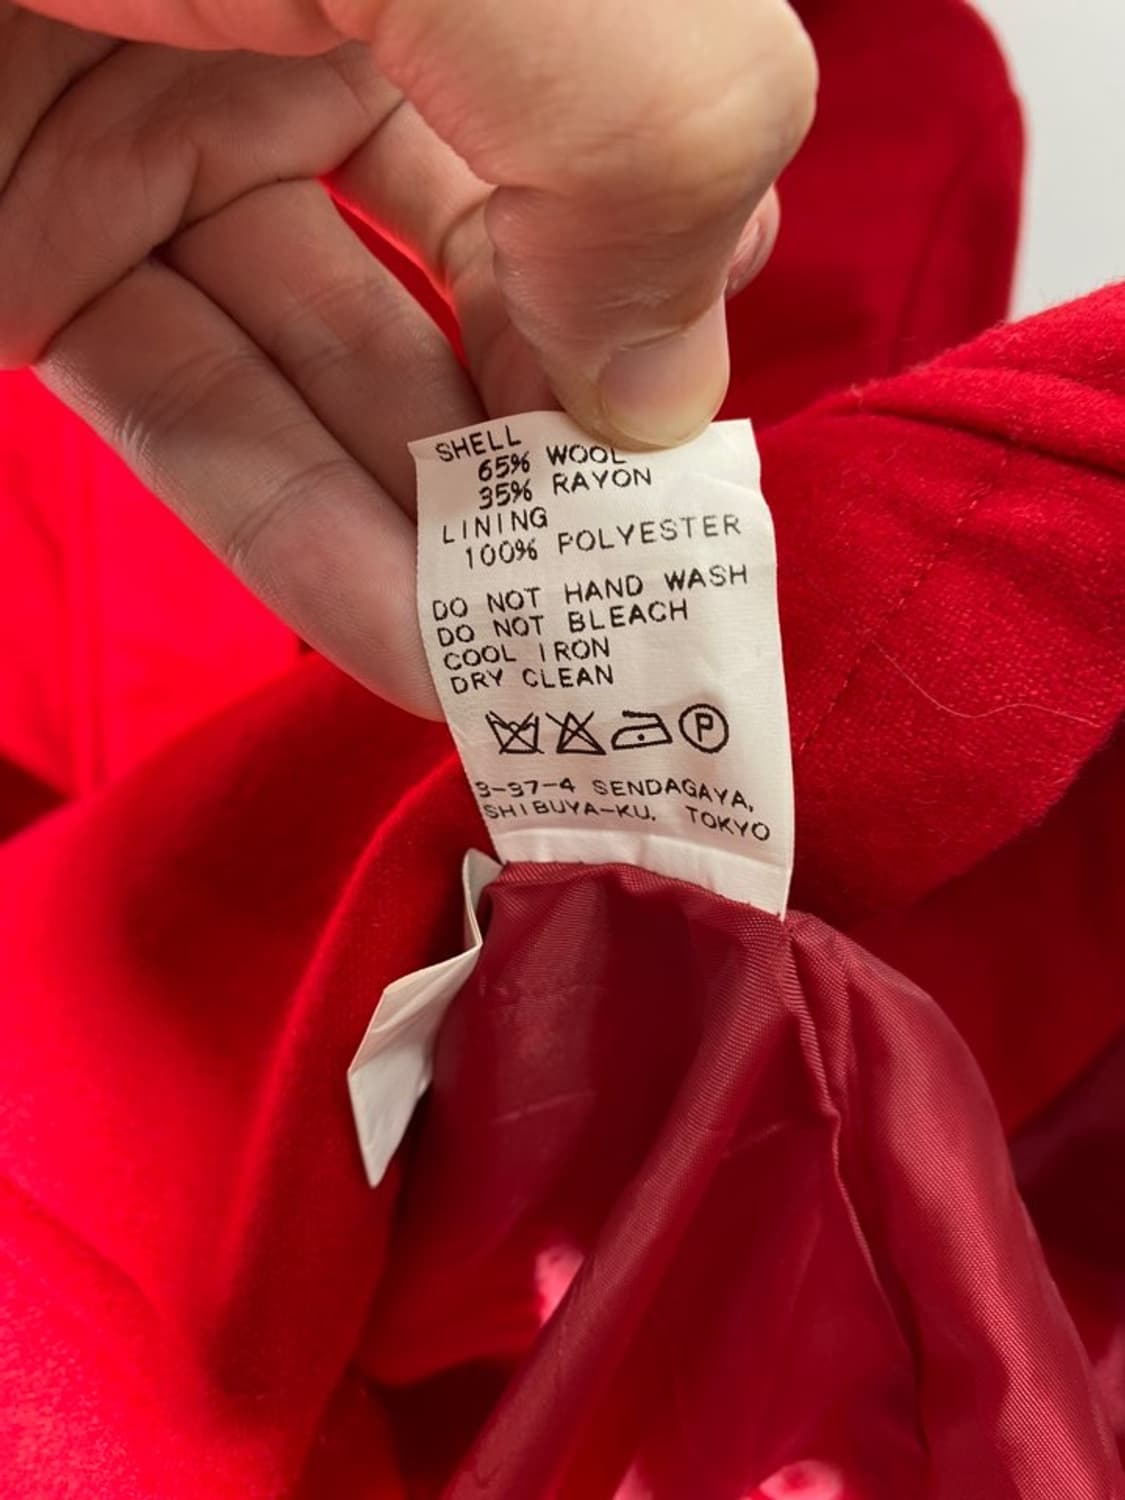 SHELL
65% WOOL
35% RAYON
LINING
100% POLYESTER
DO NOT HAND WASH
DO NOT BLEACH
COOL IRON
DRY CLEAN
P
3-37-4 SENDAGAYA,
SHIBUYA-KU, TOKYO